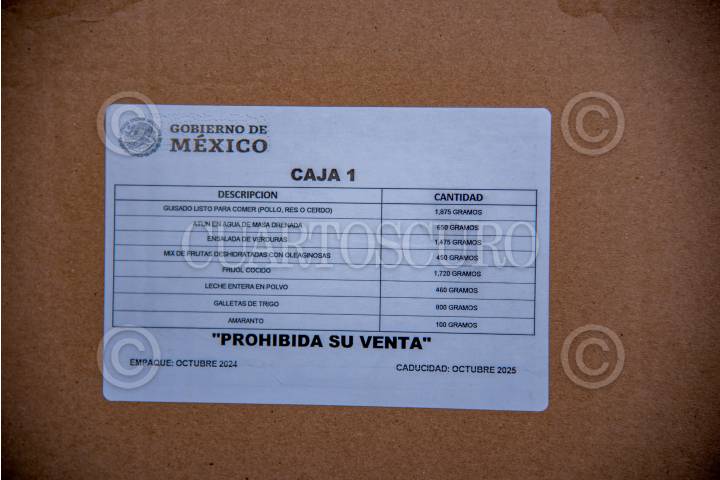 GOBIERNO DE
MÉXICO
CAJA 1
DESCRIPCION CANTIDAD
GUISADO LISTO PARA COMER (POLLO, RES O CERDO) 1,875 GRAMOS
ATUN EN AGUA DE MASA DRENADA 650 GRAMOS
ENSALADA DE VERDURAS 1,475 GRAMOS
CUARTOSCURO
MIX DE FRUTAS DESHIDRATADAS CON OLEAGINOSAS 450 GRAMOS
FRIJOL COCIDO 1,720 GRAMOS
LECHE ENTERA EN POLVO 460 GRAMOS
GALLETAS DE TRIGO 800 GRAMOS
AMARANTO 100 GRAMOS
"PROHIBIDA SU VENTA"
EMPAQUE: OCTUBRE 2024 CADUCIDAD: OCTUBRE 2025